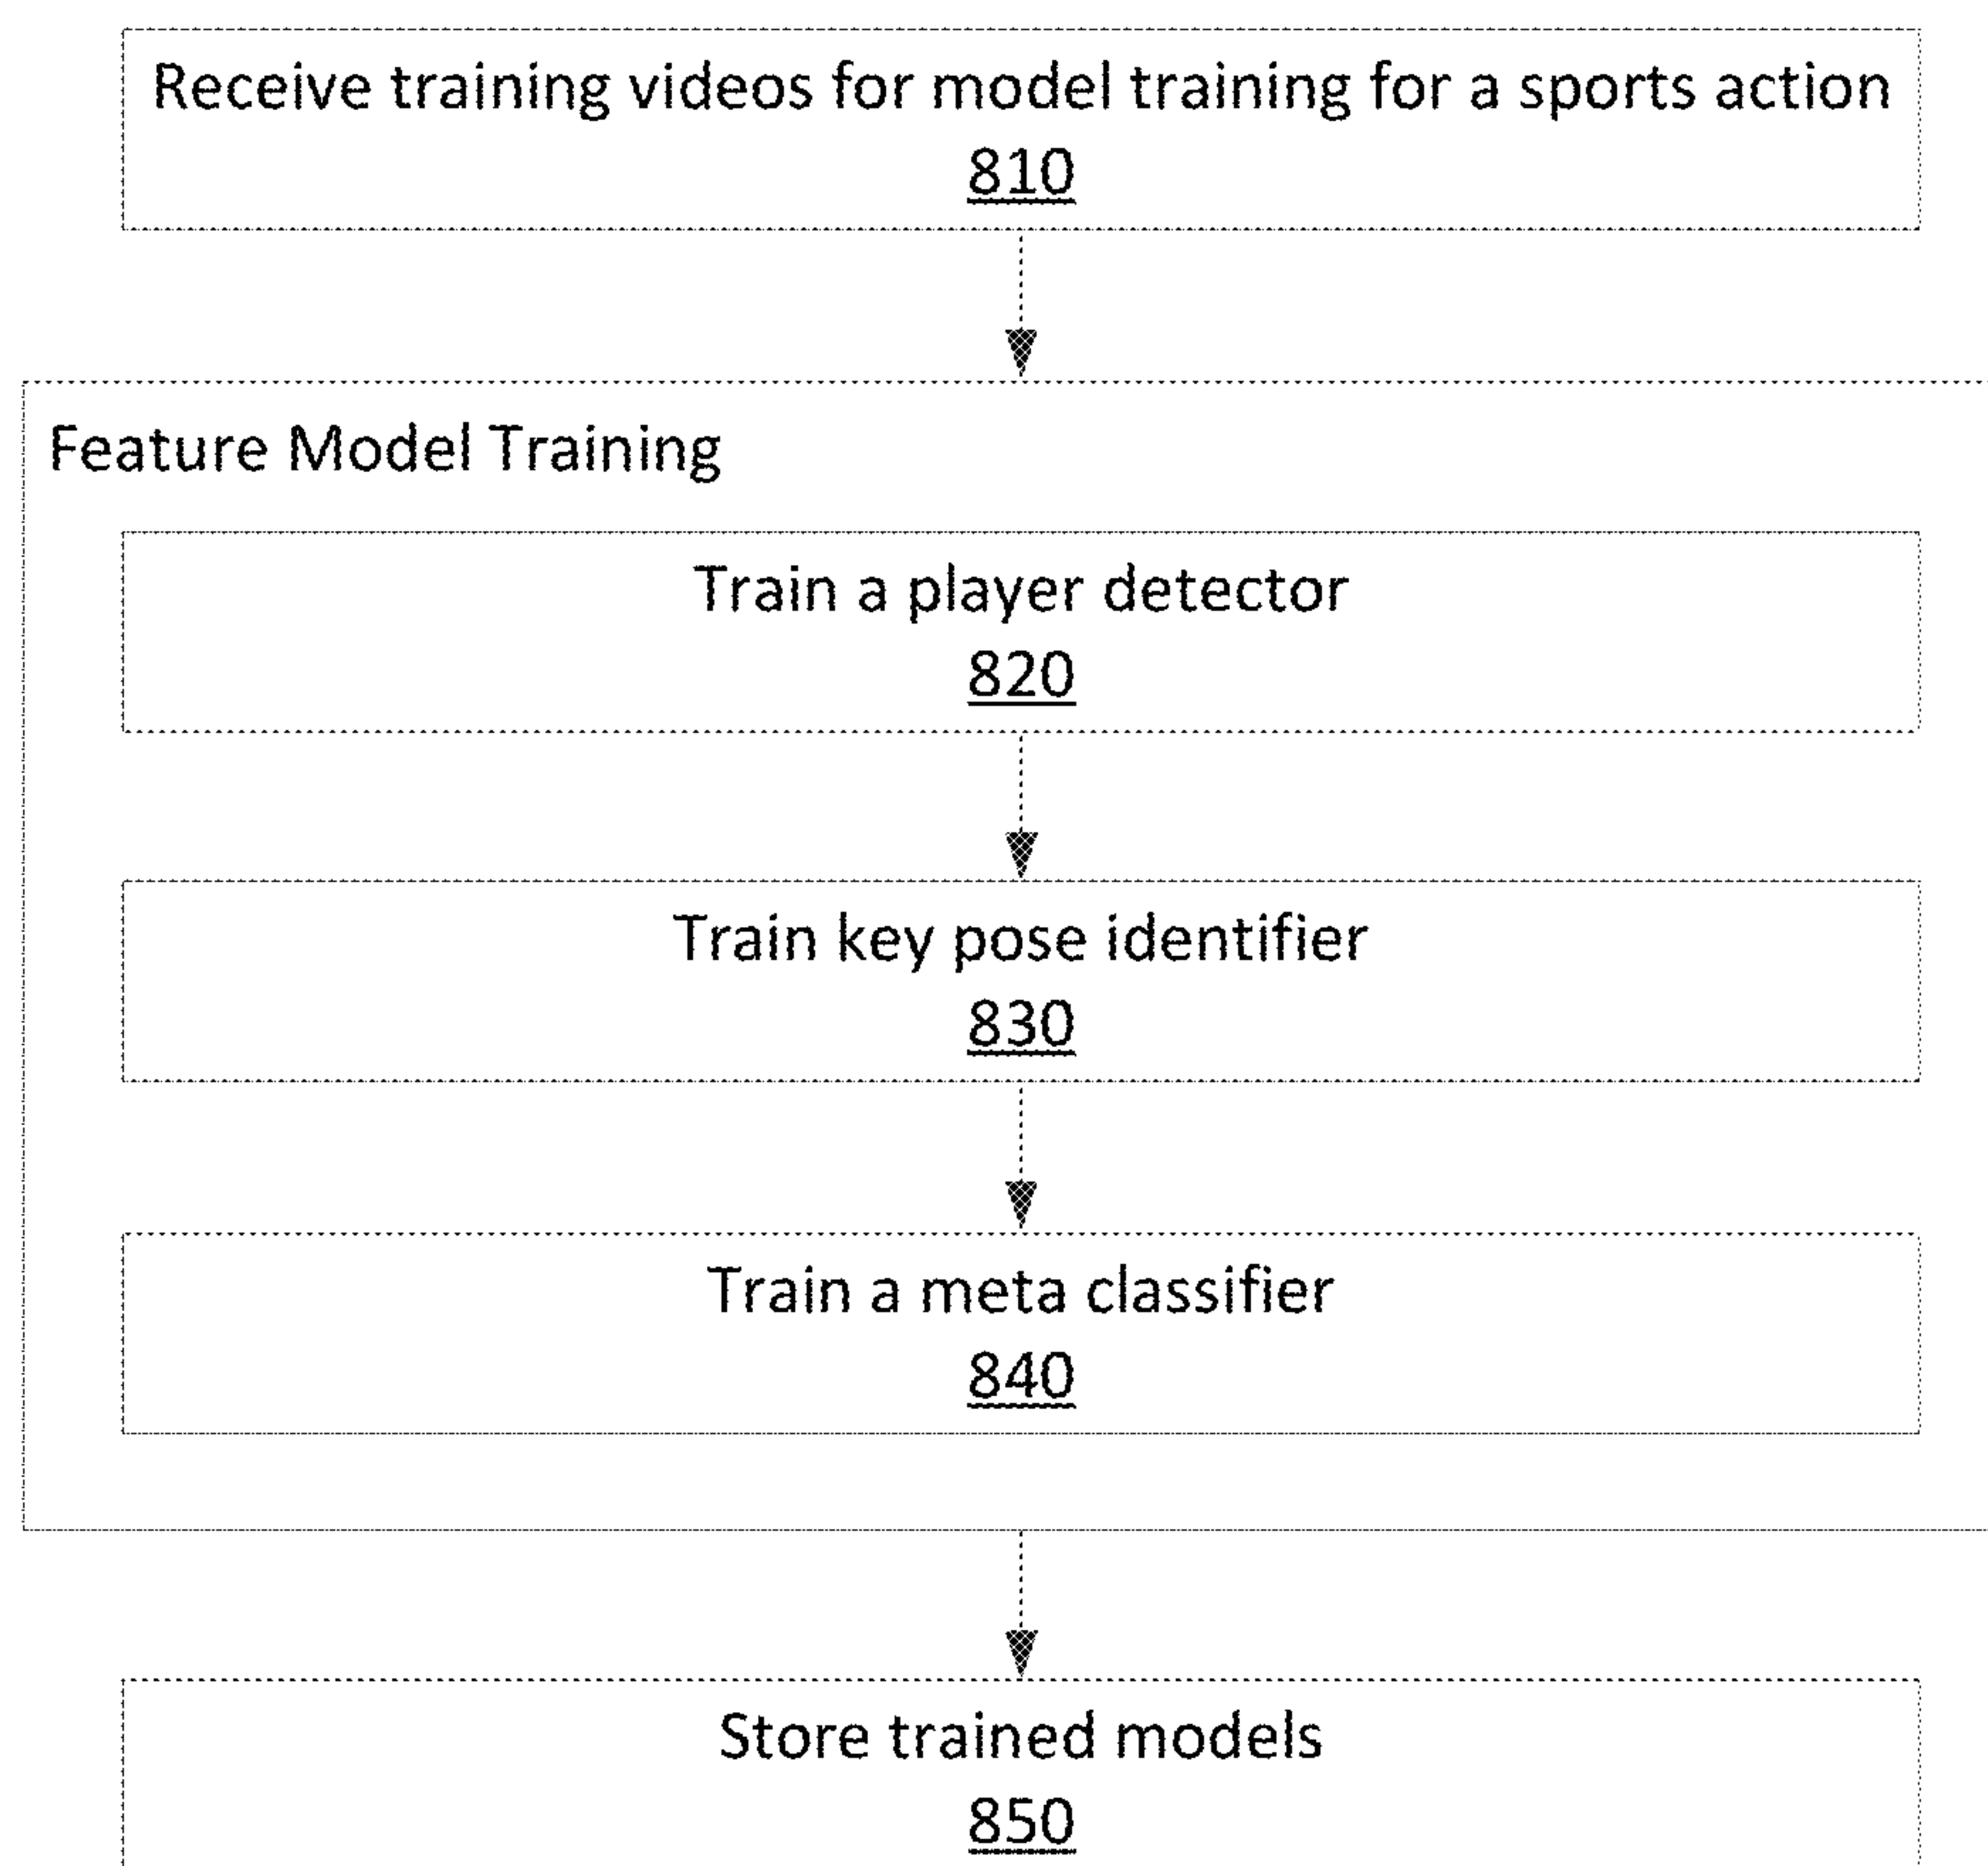 Receive training videos for model training for a sports action
810
Feature Model Training
Train a player detector
820
Train key pose identifier
830
Train a meta classifier
840
Store trained models
850